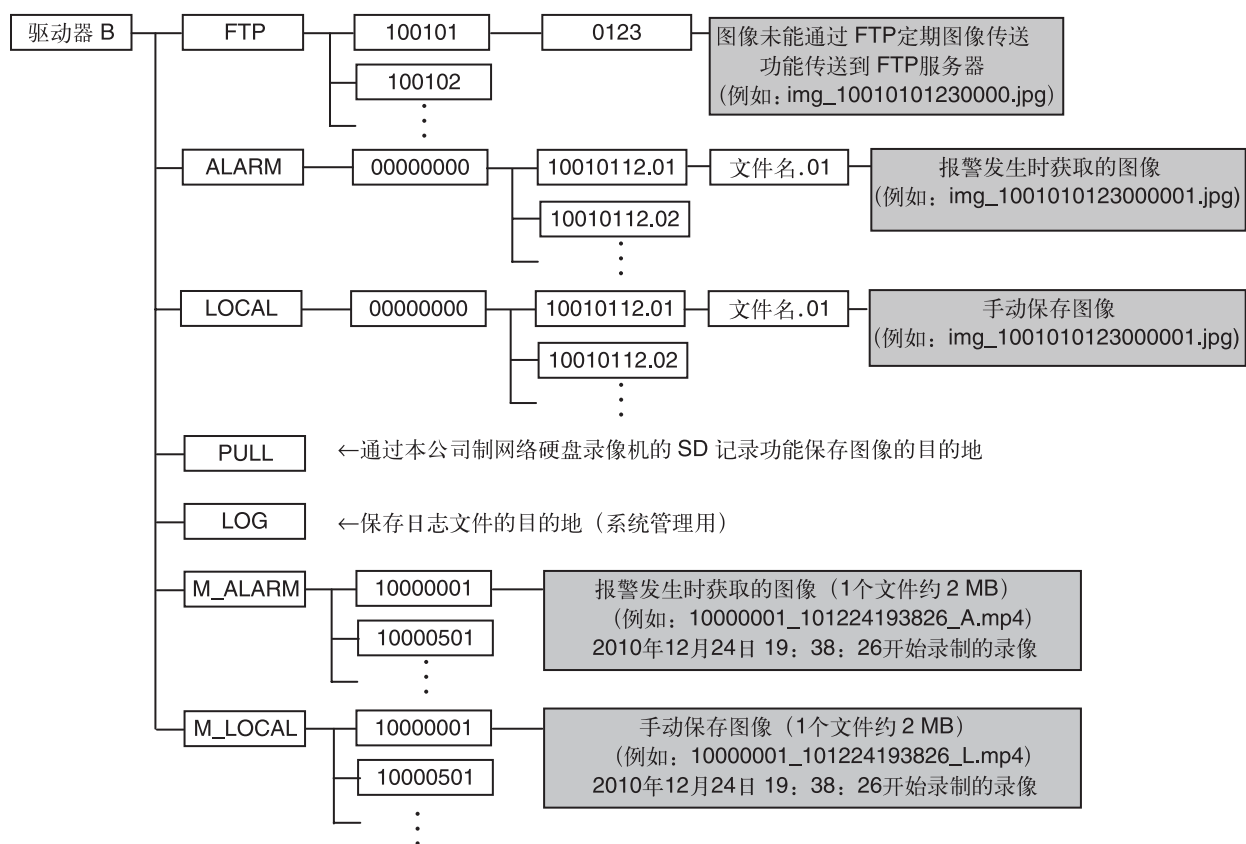 驱动器 B
FTP
100101
0123
图像未能通过 FTP定期图像传送
功能传送到 FTP服务器
(例如：img_10010101230000.jpg)
100102
ALARM
00000000
10010112.01
文件名.01
报警发生时获取的图像
(例如：img_1001010123000001.jpg)
10010112.02
LOCAL
00000000
10010112.01
文件名.01
手动保存图像
(例如：img_1001010123000001.jpg)
10010112.02
PULL
←通过本公司制网络硬盘录像机的 SD 记录功能保存图像的目的地
LOG
←保存日志文件的目的地（系统管理用）
M_ALARM
10000001
报警发生时获取的图像（1个文件约 2 MB）
（例如：10000001_101224193826_A.mp4）
2010年12月24日 19：38：26开始录制的录像
10000501
M_LOCAL
10000001
手动保存图像（1个文件约 2 MB）
（例如：10000001_101224193826_L.mp4）
2010年12月24日 19：38：26开始录制的录像
10000501